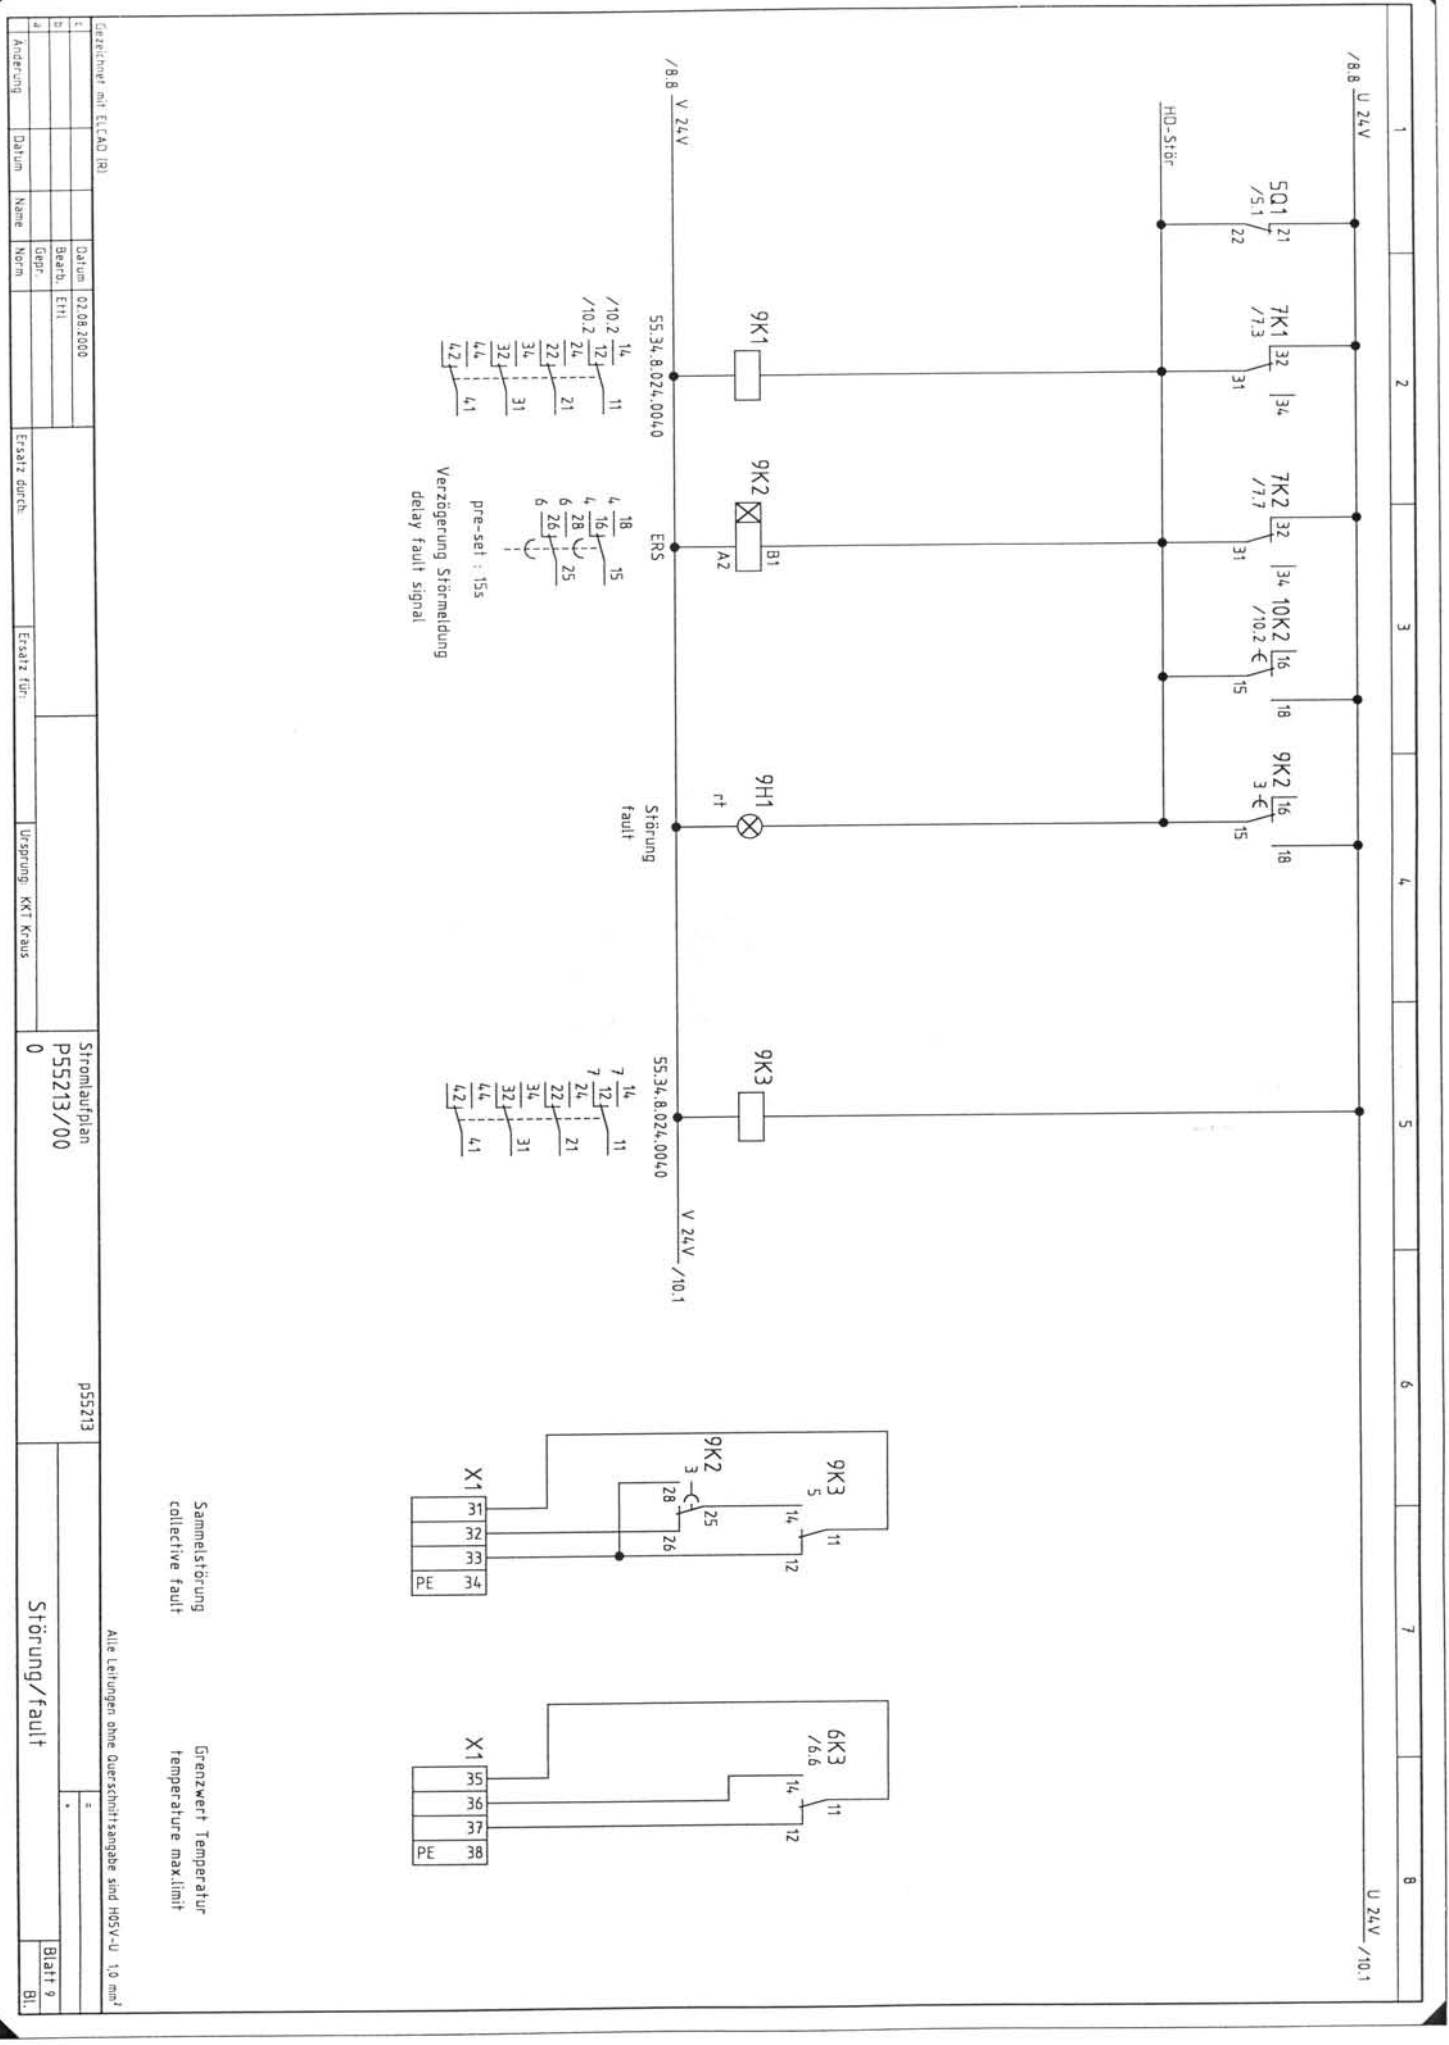 1
2
3
4
5
6
7
8
/8.8 U 24V
U 24V /10.1
5Q1
/5.1
21
22
7K1
/7.3
32
34
31
7K2
/7.7
32
34
31
10K2
/10.2
16
18
15
9K2
3
16
18
15
HD-Stör
9K1
9K2
B1
A2
9H1
rt
9K3
/8.8 V 24V
V 24V /10.1
55.34.8.024.0040
ERS
Störung
fault
55.34.8.024.0040
14
/10.2 12 11
/10.2
24
22 21
34
32 31
44
42 41
18
4 16 15
4
28
6 26 25
6
pre-set : 15s
Verzögerung Störmeldung
delay fault signal
14
7 12 11
7
24
22 21
34
32 31
44
42 41
9K3
5
14
11
12
9K2
3
28
25
26
X1
31
32
33
PE 34
Sammelstörung
collective fault
6K3
/6.6
14
11
12
X1
35
36
37
PE 38
Grenzwert Temperatur
temperature max.limit
Gezeichnet mit ELCAD (R)
Alle Leitungen ohne Querschnittsangabe sind H05V-U 1,0 mm²
c
b
a
Änderung
Datum
Name
Norm
Datum 02.08.2000
Bearb. Ettl
Gepr.
Ersatz durch:
Ersatz für:
Ursprung: KKT Kraus
Stromlaufplan
P55213/00
0
p55213
Störung/fault
=
Blatt 9
Bl.